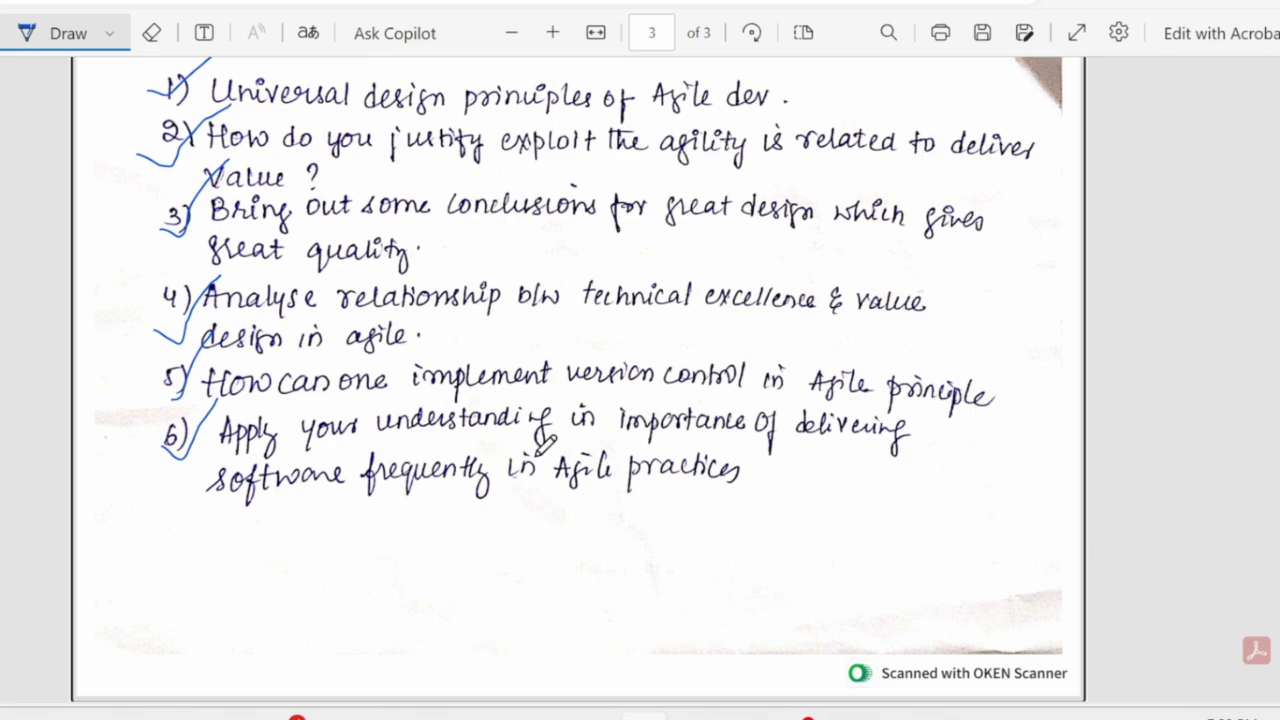 Draw
Ask Copilot
3 of 3
Edit with Acroba
1) Universal design principles of Agile dev.
2) How do you justify exploit the agility is related to deliver
value ?
3) Bring out some conclusions for great design which gives
great quality.
4) Analyse relationship b/w technical excellence & value
design in agile.
5) How can one implement version control in Agile principle
6) Apply your understanding in importance of delivering
software frequently in Agile practices
Scanned with OKEN Scanner